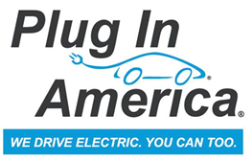 Plug In
America®
WE DRIVE ELECTRIC. YOU CAN TOO.